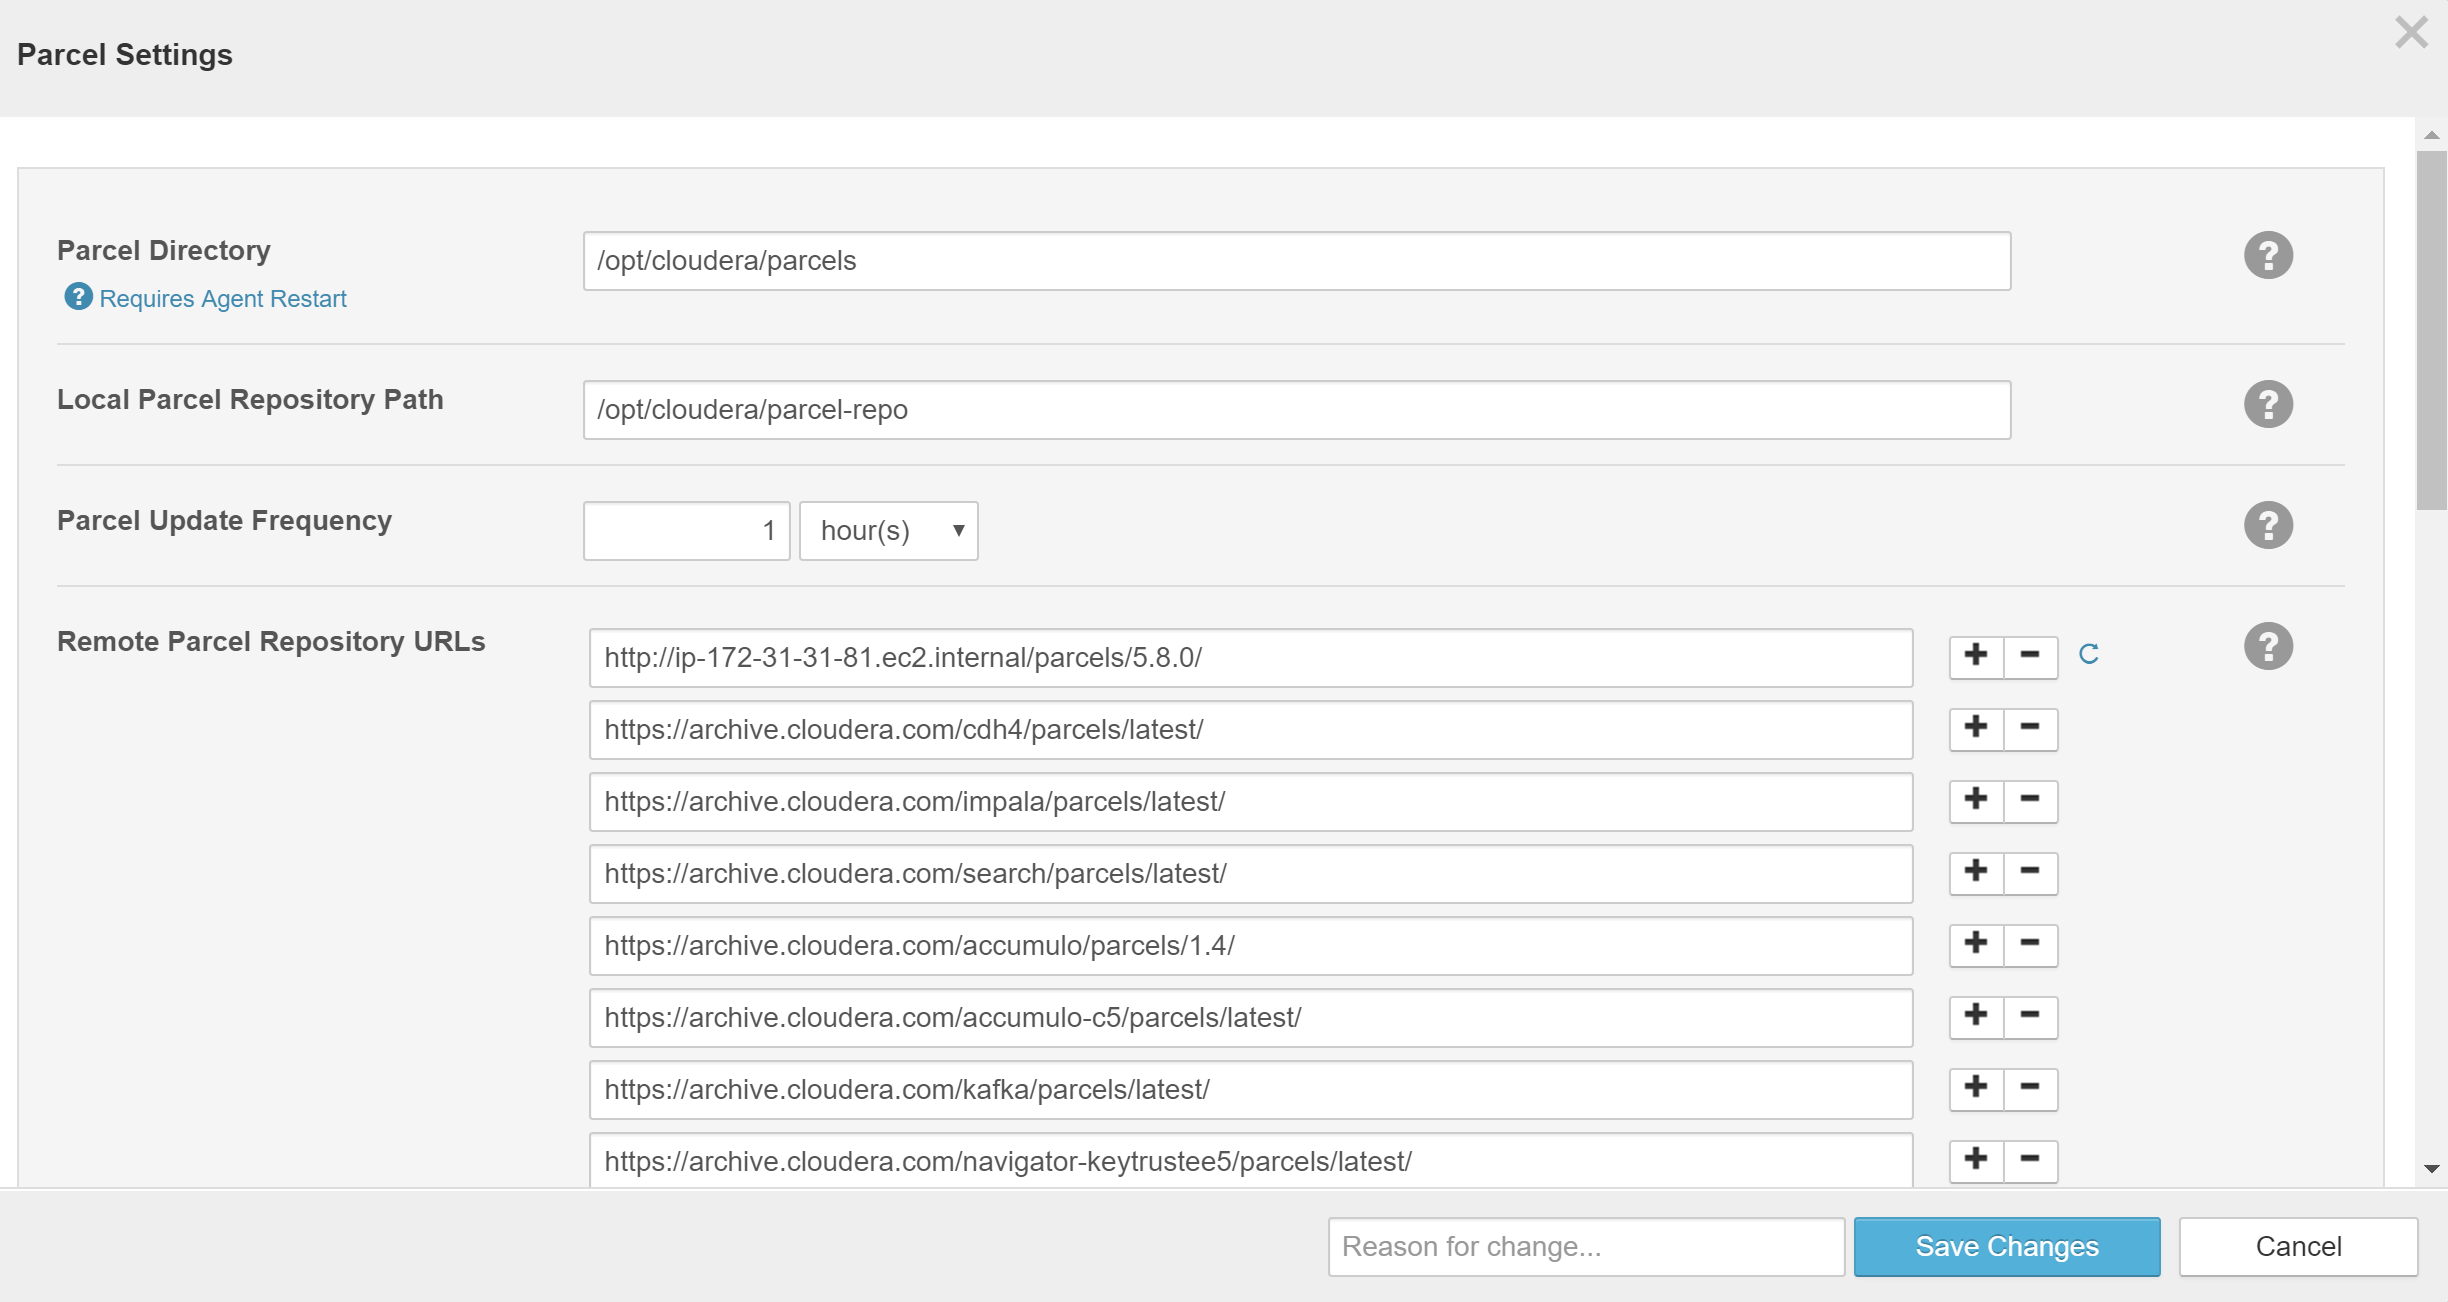 Parcel Settings
Parcel Directory
/opt/cloudera/parcels
Requires Agent Restart
Local Parcel Repository Path
/opt/cloudera/parcel-repo
Parcel Update Frequency
1
hour(s)
Remote Parcel Repository URLs
http://ip-172-31-31-81.ec2.internal/parcels/5.8.0/
https://archive.cloudera.com/cdh4/parcels/latest/
https://archive.cloudera.com/impala/parcels/latest/
https://archive.cloudera.com/search/parcels/latest/
https://archive.cloudera.com/accumulo/parcels/1.4/
https://archive.cloudera.com/accumulo-c5/parcels/latest/
https://archive.cloudera.com/kafka/parcels/latest/
https://archive.cloudera.com/navigator-keytrustee5/parcels/latest/
Reason for change...
Save Changes
Cancel